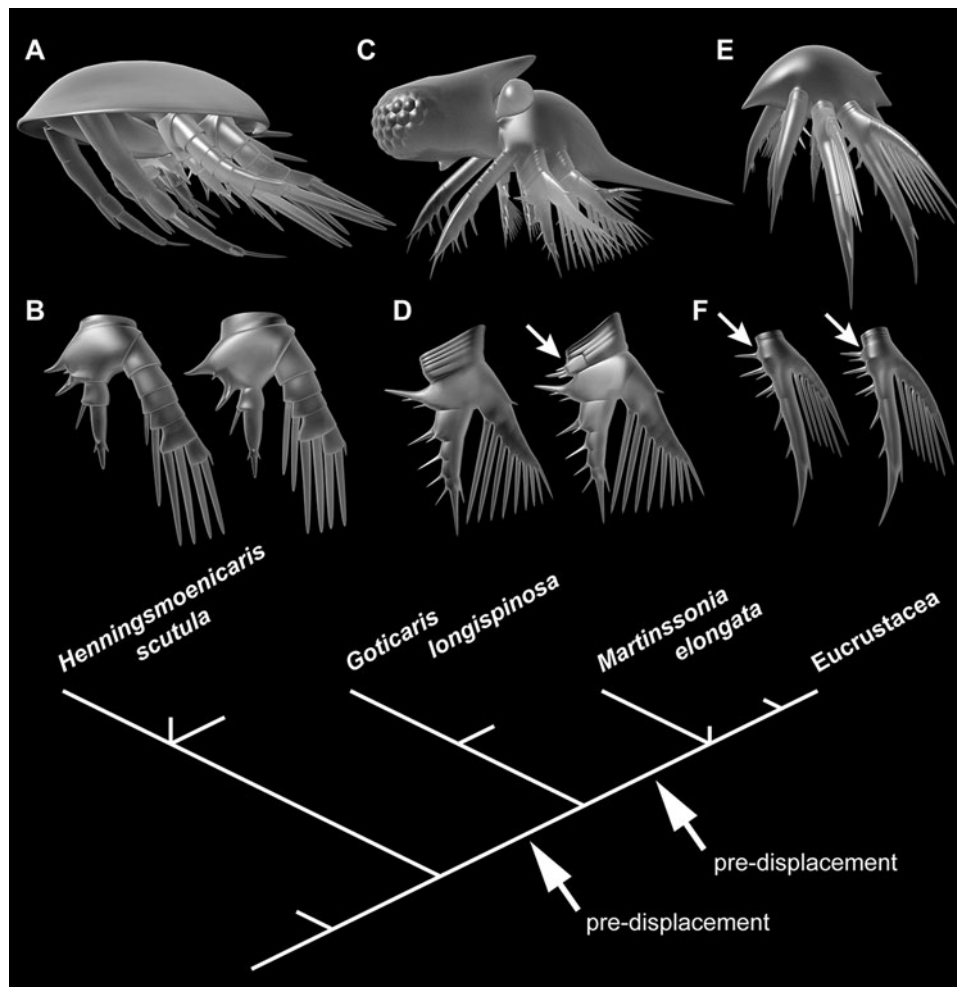 A
C
E
B
D
F
Henningsmoenicaris
scutula
Goticaris
longispinosa
Martinssonia
elongata
Eucrustacea
pre-displacement
pre-displacement